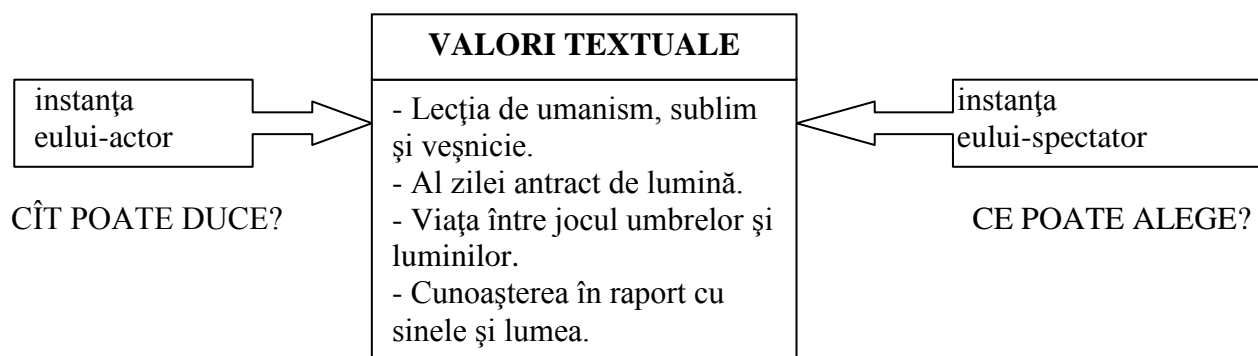 VALORI TEXTUALE
instanţa
eului-actor
CÎT POATE DUCE?
- Lecţia de umanism, sublim
şi veşnicie.
- Al zilei antract de lumină.
- Viaţa între jocul umbrelor şi
luminilor.
- Cunoaşterea în raport cu
sinele şi lumea.
instanţa
eului-spectator
CE POATE ALEGE?